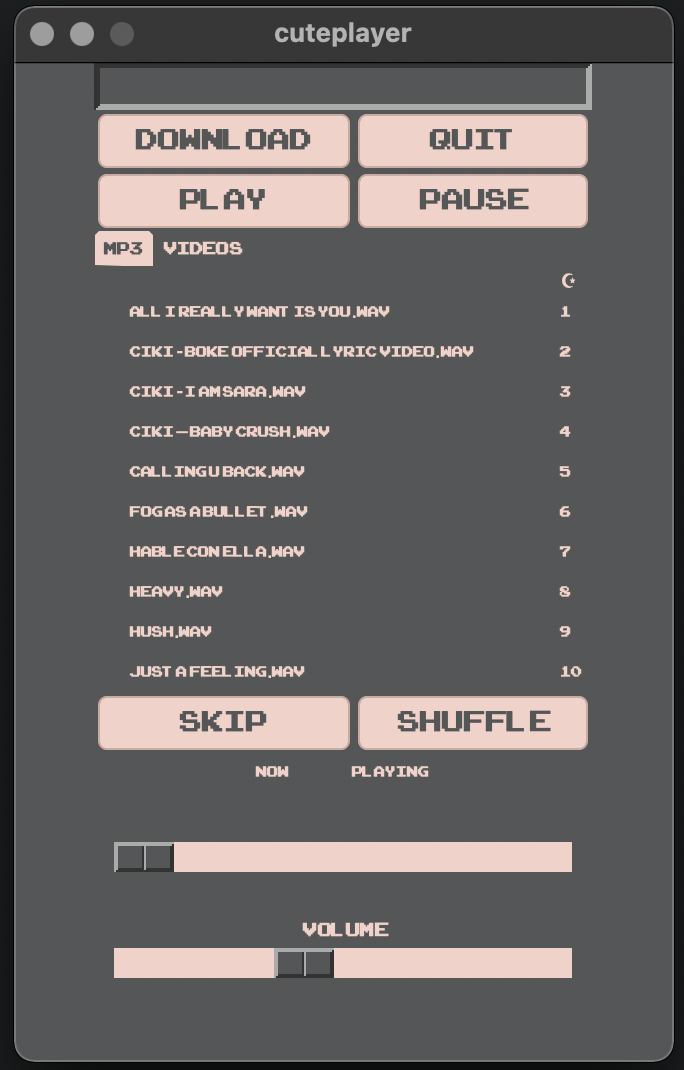 cuteplayer
DOWNLOAD QUIT
PLAY PAUSE
MP3 VIDEOS
☪
ALL I REALLY WANT IS YOU.WAV 1
CIKI-BOKE OFFICIAL LYRIC VIDEO.WAV 2
CIKI-I AM SARA.WAV 3
CIKI—BABY CRUSH.WAV 4
CALLING U BACK.WAV 5
FOG AS A BULLET.WAV 6
HABLE CON ELLA.WAV 7
HEAVY.WAV 8
HUSH.WAV 9
JUST A FEELING.WAV 10
SKIP SHUFFLE
NOW PLAYING
VOLUME